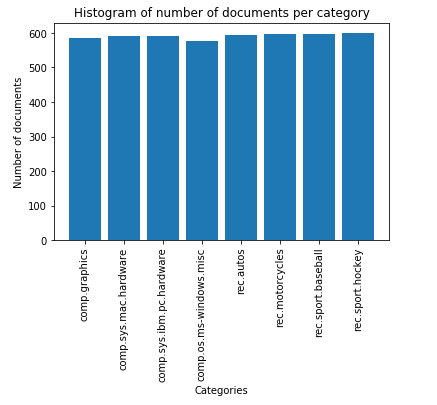 Histogram of number of documents per category
Number of documents
600
500
400
300
200
100
0
comp.graphics
comp.sys.mac.hardware
comp.sys.ibm.pc.hardware
comp.os.ms-windows.misc
rec.autos
rec.motorcycles
rec.sport.baseball
rec.sport.hockey
Categories